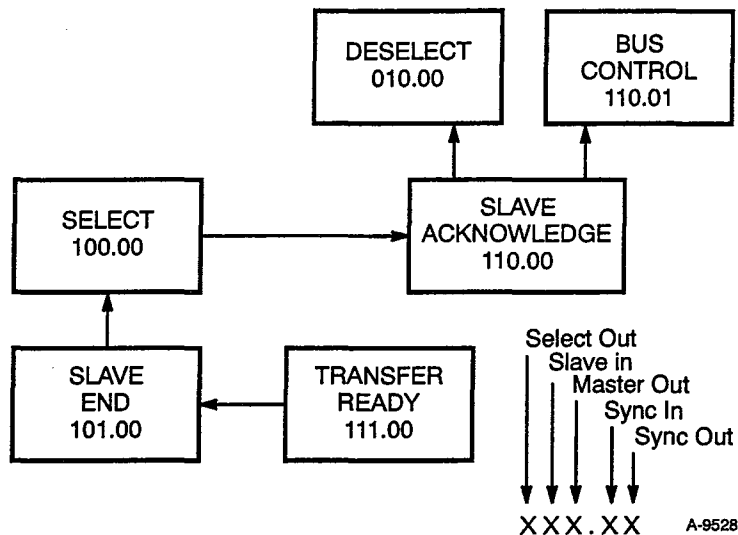 DESELECT
010.00
BUS
CONTROL
110.01
SELECT
100.00
SLAVE
ACKNOWLEDGE
110.00
SLAVE
END
101.00
TRANSFER
READY
111.00
Select Out
Slave in
Master Out
Sync In
Sync Out
XXX.XX
A-9528